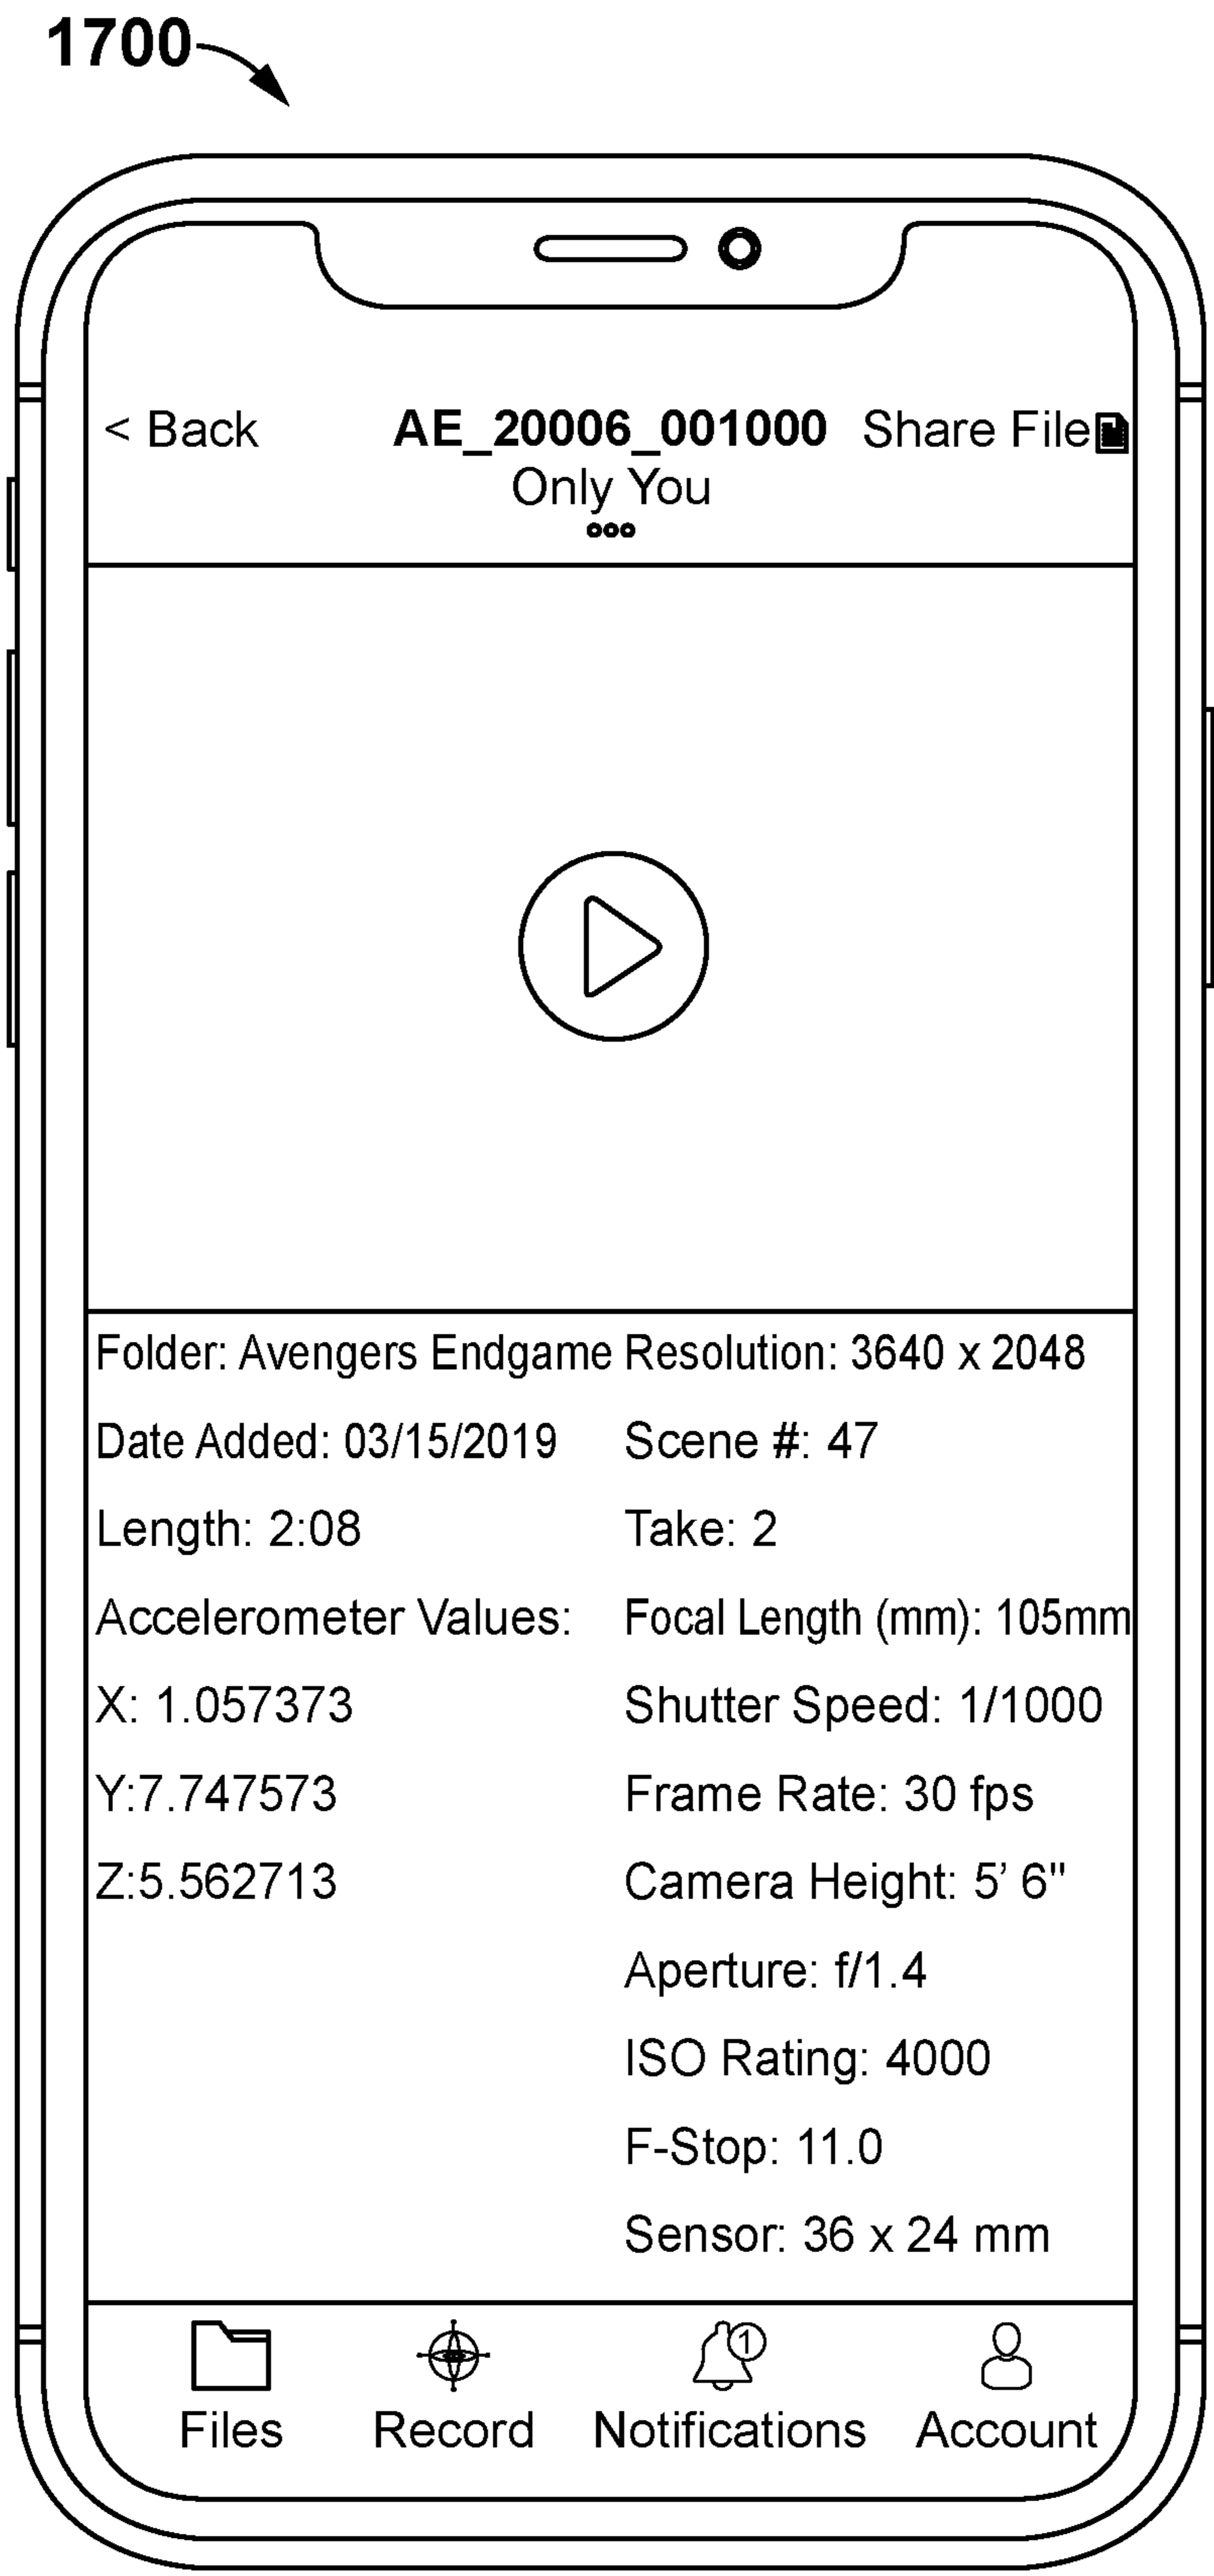 1700
< Back AE_20006_001000 Share File
Only You
Folder: Avengers Endgame Resolution: 3640 x 2048
Date Added: 03/15/2019 Scene #: 47
Length: 2:08 Take: 2
Accelerometer Values: Focal Length (mm): 105mm
X: 1.057373 Shutter Speed: 1/1000
Y:7.747573 Frame Rate: 30 fps
Z:5.562713 Camera Height: 5’ 6"
Aperture: f/1.4
ISO Rating: 4000
F-Stop: 11.0
Sensor: 36 x 24 mm
1
Files Record Notifications Account